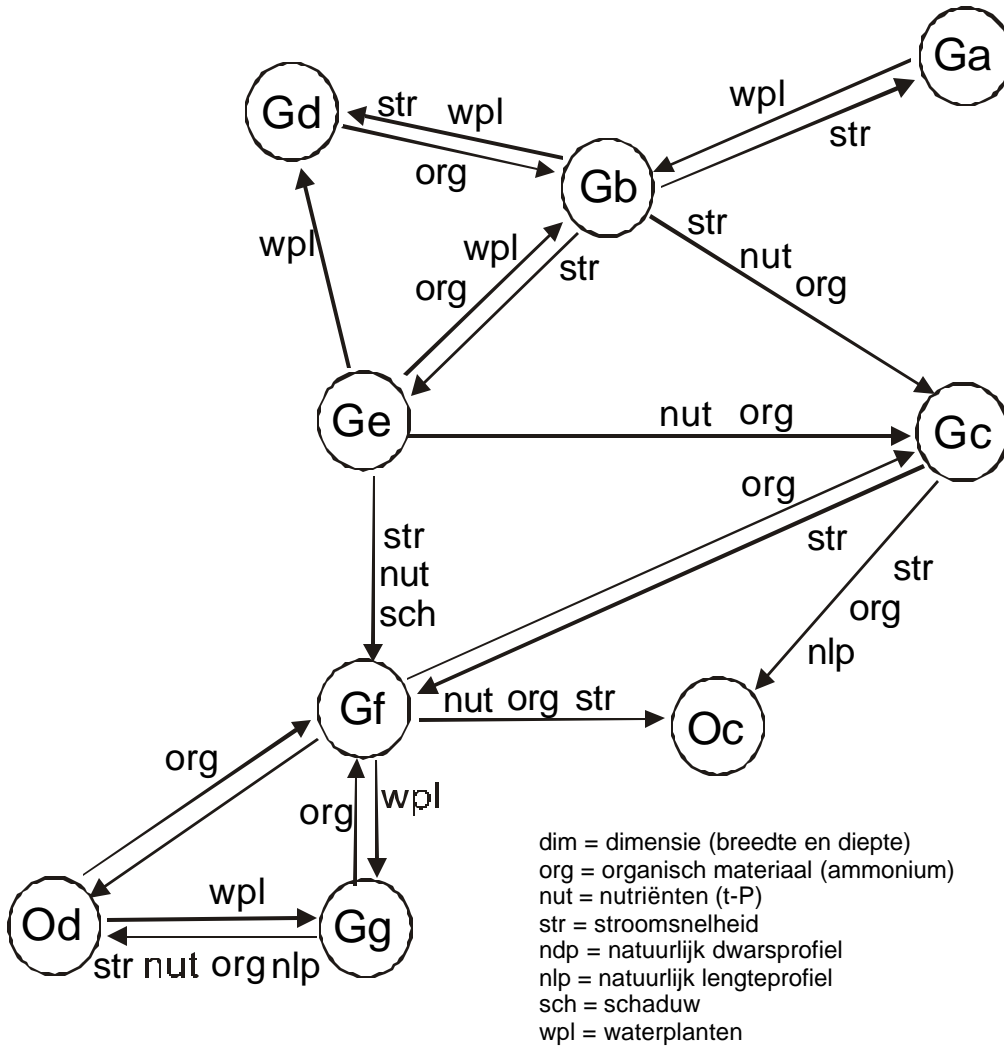 Ga
Gd
str wpl
wpl
org
str
Gb
wpl
wpl
str
org
str
nut
org
Ge
nut org
Gc
org
str
nut
sch
str
str
org
nlp
Gf
nut org str
Oc
org
org
wpl
Od
wpl
Gg
str nut org nlp
dim = dimensie (breedte en diepte)
org = organisch materiaal (ammonium)
nut = nutriënten (t-P)
str = stroomsnelheid
ndp = natuurlijk dwarsprofiel
nlp = natuurlijk lengteprofiel
sch = schaduw
wpl = waterplanten